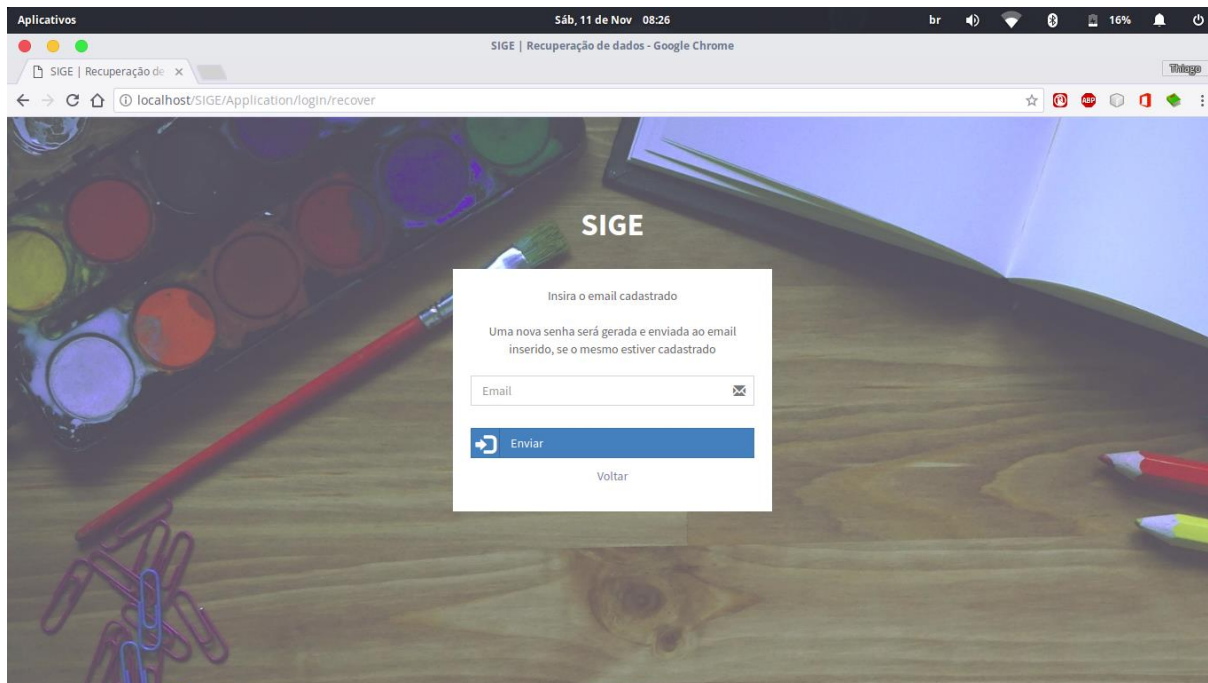 Aplicativos
Sáb, 11 de Nov 08:26
br
16%
SIGE | Recuperação de dados - Google Chrome
SIGE | Recuperação de
Thiago
localhost/SIGE/Application/login/recover
ABP
SIGE
Insira o email cadastrado
Uma nova senha será gerada e enviada ao email
inserido, se o mesmo estiver cadastrado
Email
Enviar
Voltar